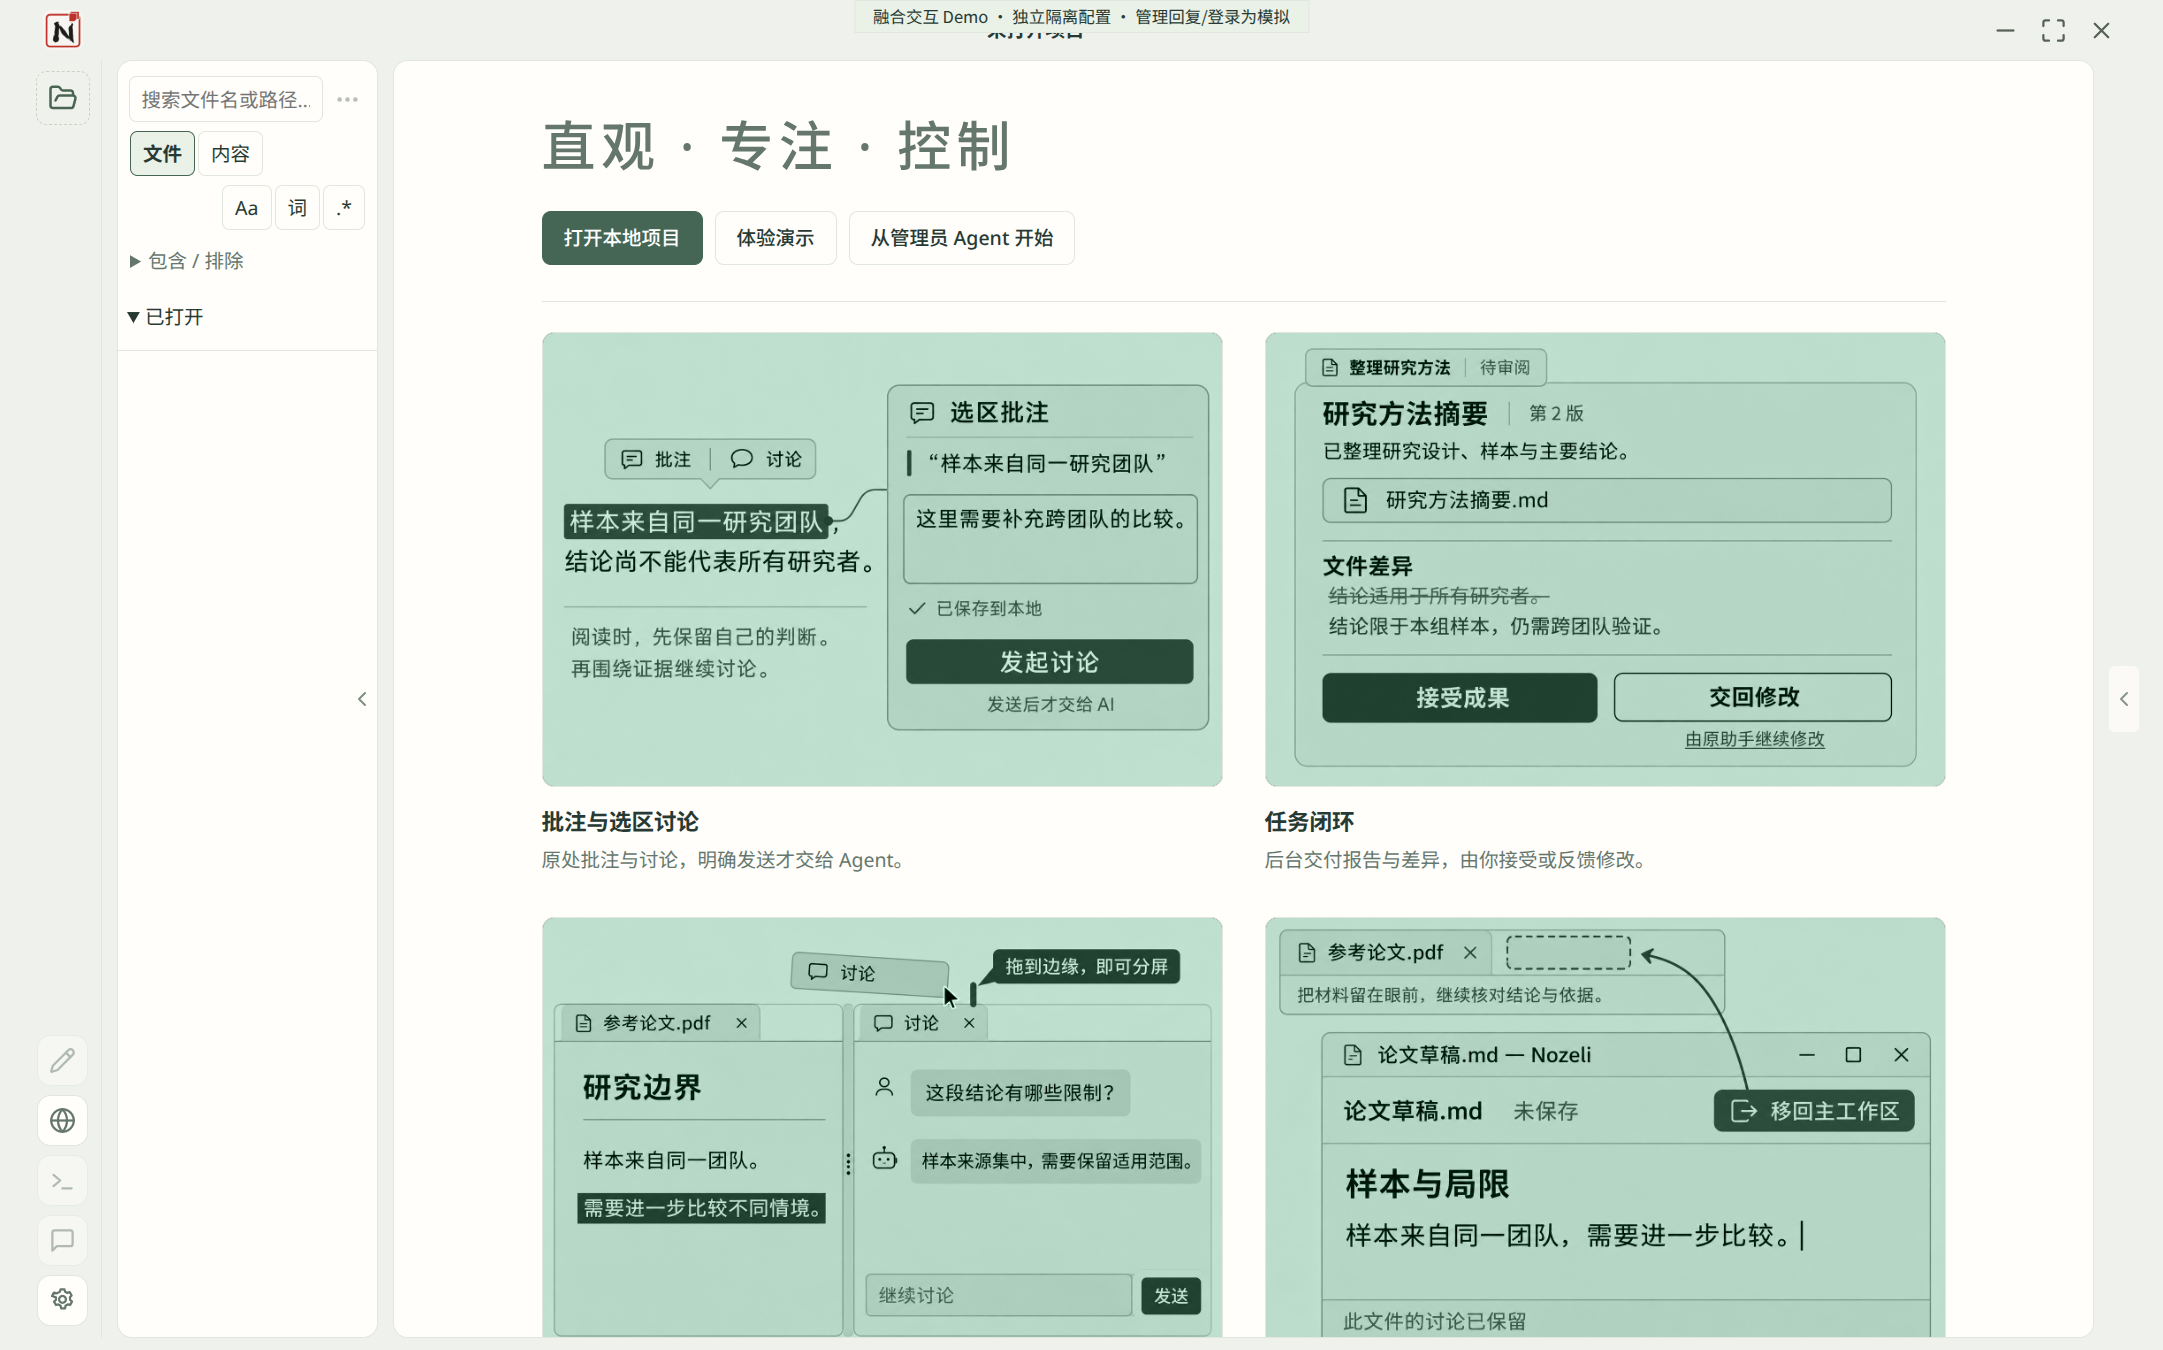 融合交互 Demo • 独立隔离配置 • 管理回复/登录为模拟
未打开项目
N
搜索文件名或路径...
文件
内容
Aa
词
.*
包含 / 排除
已打开
直观 · 专注 · 控制
打开本地项目
体验演示
从管理员 Agent 开始
批注
讨论
样本来自同一研究团队,
结论尚不能代表所有研究者。
阅读时，先保留自己的判断。
再围绕证据继续讨论。
选区批注
“样本来自同一研究团队”
这里需要补充跨团队的比较。
已保存到本地
发起讨论
发送后才交给 AI
批注与选区讨论
原处批注与讨论，明确发送才交给 Agent。
整理研究方法
待审阅
研究方法摘要
第 2 版
已整理研究设计、样本与主要结论。
研究方法摘要.md
文件差异
结论适用于所有研究者。
结论限于本组样本，仍需跨团队验证。
接受成果
交回修改
由原助手继续修改
任务闭环
后台交付报告与差异，由你接受或反馈修改。
讨论
拖到边缘，即可分屏
参考论文.pdf
讨论
研究边界
样本来自同一团队。
需要进一步比较不同情境。
这段结论有哪些限制？
样本来源集中，需要保留适用范围。
继续讨论
发送
参考论文.pdf
把材料留在眼前，继续核对结论与依据。
论文草稿.md — Nozeli
论文草稿.md
未保存
移回主工作区
样本与局限
样本来自同一团队，需要进一步比较。
此文件的讨论已保留